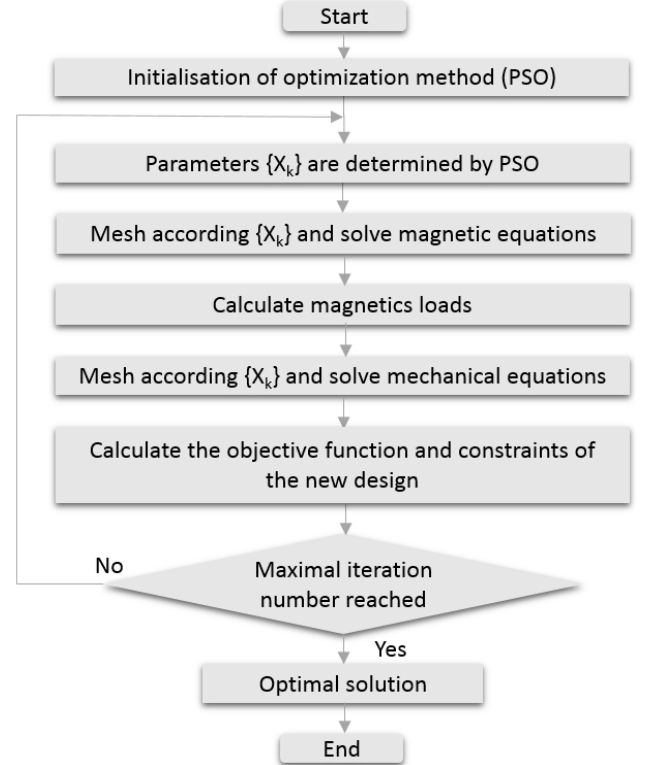 Start
Initialisation of optimization method (PSO)
Parameters {Xk} are determined by PSO
Mesh according {Xk} and solve magnetic equations
Calculate magnetics loads
Mesh according {Xk} and solve mechanical equations
Calculate the objective function and constraints of
the new design
No
Maximal iteration
number reached
Yes
Optimal solution
End